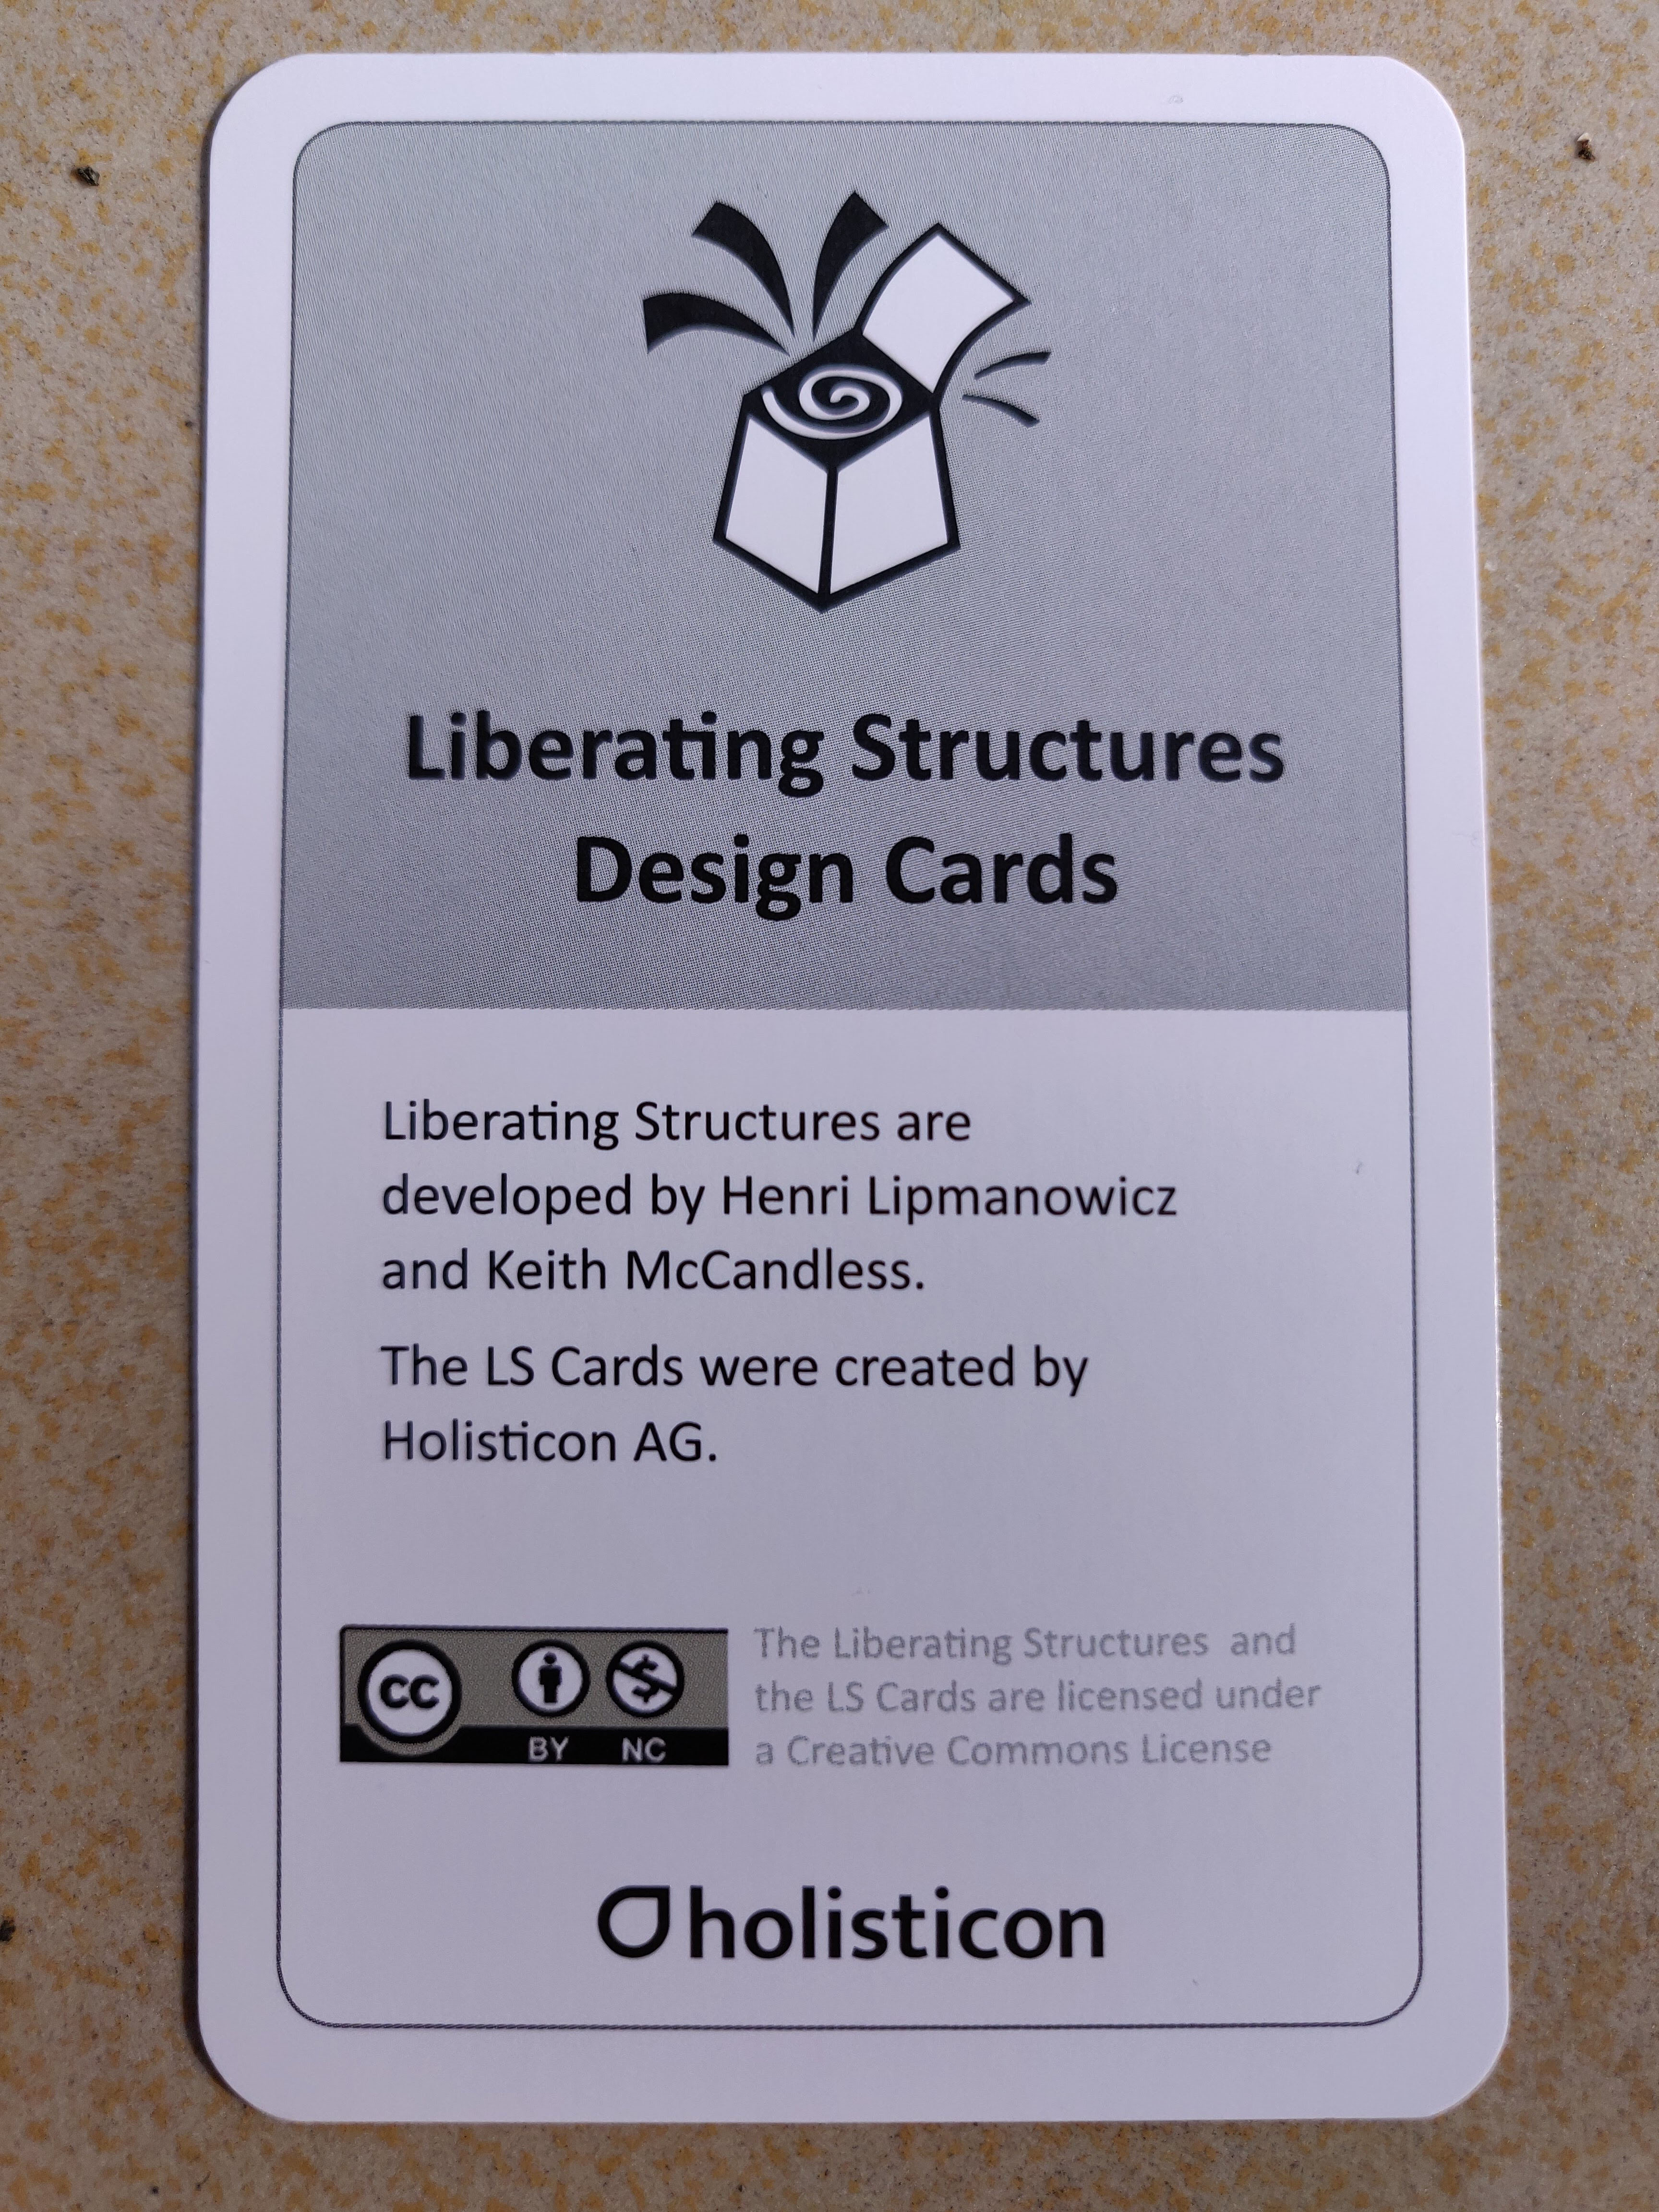 Liberating Structures
Design Cards
Liberating Structures are
developed by Henri Lipmanowicz
and Keith McCandless.
The LS Cards were created by
Holisticon AG.
cc BY NC
The Liberating Structures and
the LS Cards are licensed under
a Creative Commons License
holisticon